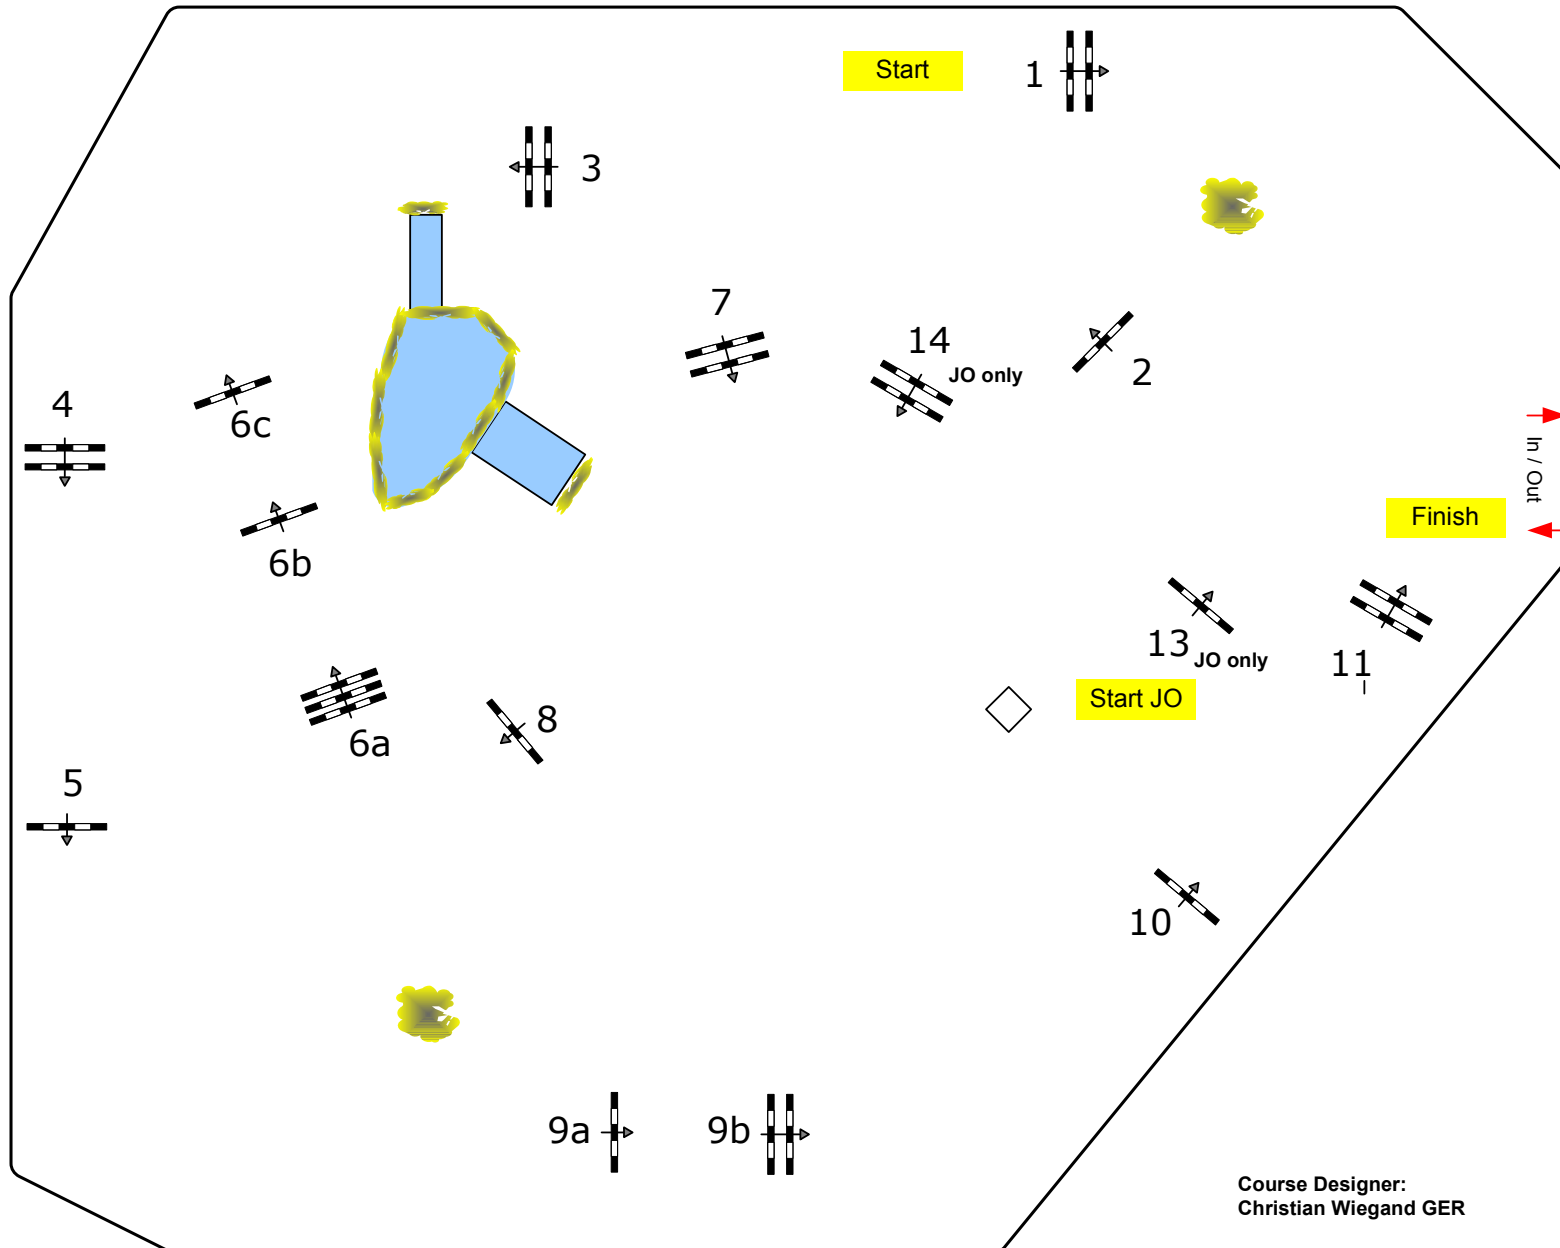 Start
1
3
7
14
JO only
2
4
6c
In / Out
Finish
6b
13 JO only
11
Start JO
8
6a
5
10
9a
9b
Course Designer:
Christian Wiegand GER